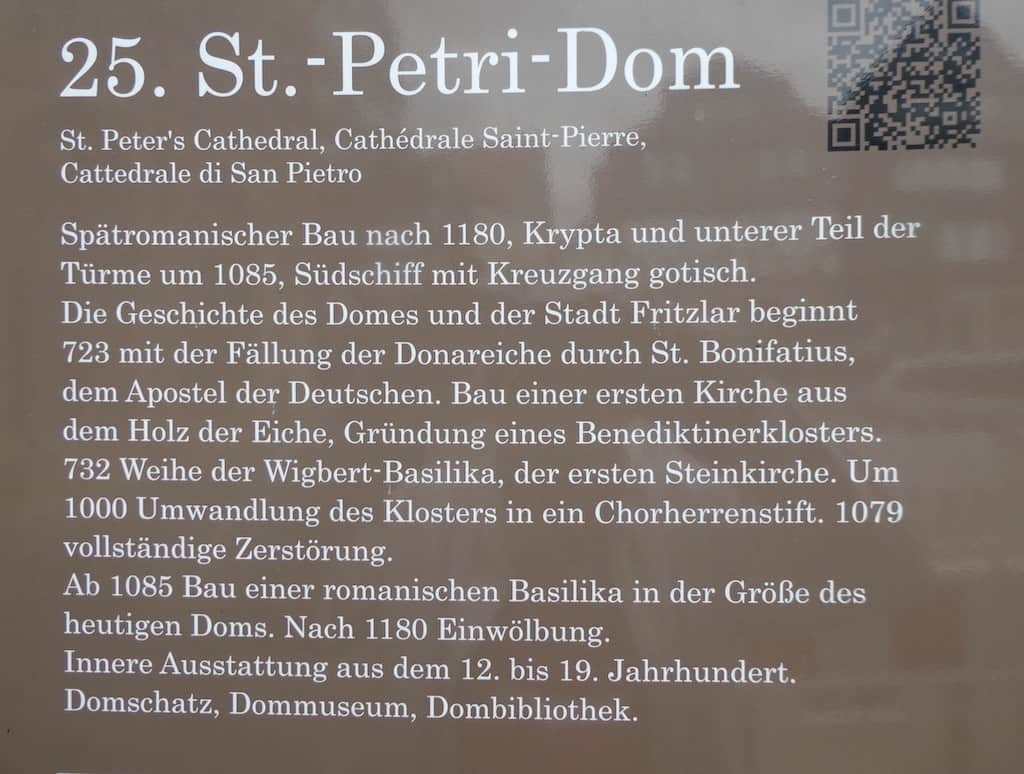 25. St.-Petri-Dom
St. Peter's Cathedral, Cathédrale Saint-Pierre,
Cattedrale di San Pietro
Spätromanischer Bau nach 1180, Krypta und unterer Teil der
Türme um 1085, Südschiff mit Kreuzgang gotisch.
Die Geschichte des Domes und der Stadt Fritzlar beginnt
723 mit der Fällung der Donareiche durch St. Bonifatius,
dem Apostel der Deutschen. Bau einer ersten Kirche aus
dem Holz der Eiche, Gründung eines Benediktinerklosters.
732 Weihe der Wigbert-Basilika, der ersten Steinkirche. Um
1000 Umwandlung des Klosters in ein Chorherrenstift. 1079
vollständige Zerstörung.
Ab 1085 Bau einer romanischen Basilika in der Größe des
heutigen Doms. Nach 1180 Einwölbung.
Innere Ausstattung aus dem 12. bis 19. Jahrhundert.
Domschatz, Dommuseum, Dombibliothek.